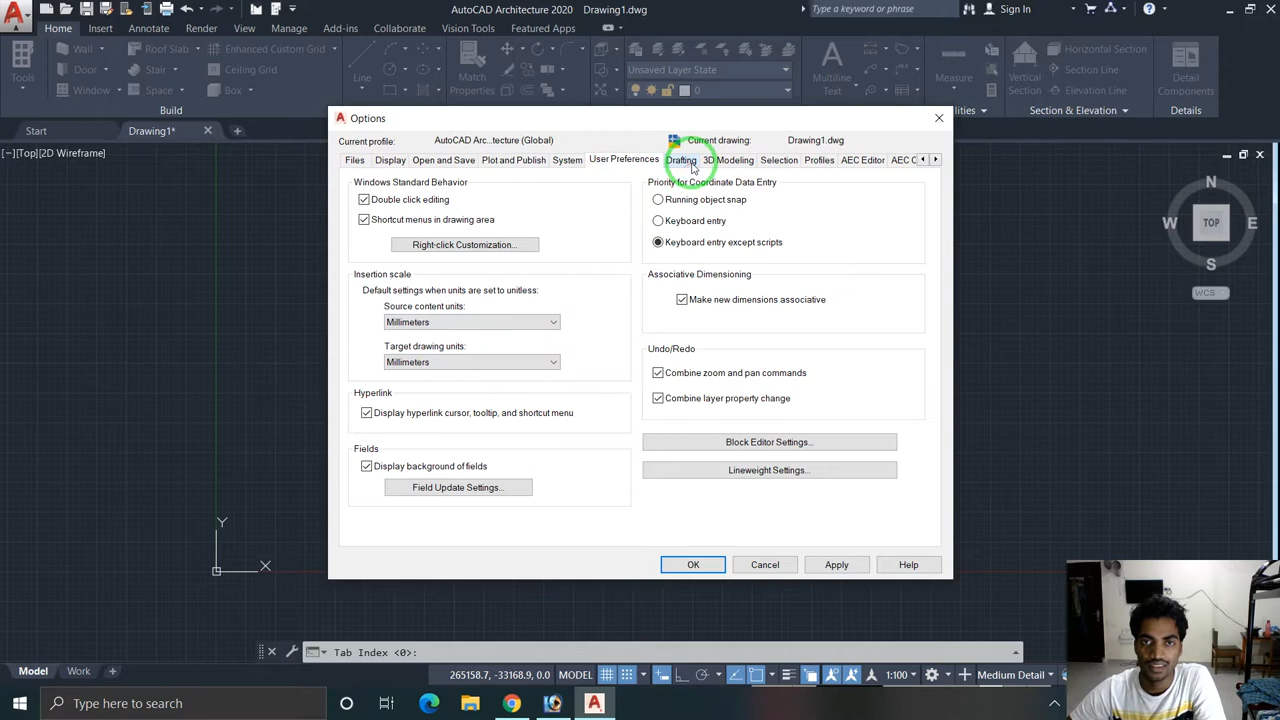 AutoCAD Architecture 2020 Drawing1.dwg
Type a keyword or phrase
Sign In
Home Insert Annotate Render View Manage Add-ins Collaborate Vision Tools Express Tools
Tools
Wall
Door
Window
Roof Slab
Stair
Space
Enhanced Custom Grid
Ceiling Grid
Box
Build
Line
Match
Properties
Unsaved Layer State
0
Multiline
Measure
Vertical
Section
Horizontal Section
Section Line
Elevation Line
Section & Elevation
Detail
Components
Details
Start
Drawing1*
[-][Top][2D Wireframe]
Options
Current profile: AutoCAD Arc...tecture (Global)
Current drawing: Drawing1.dwg
Files Display Open and Save Plot and Publish System User Preferences Drafting 3D Modeling Selection Profiles AEC Editor AEC C
Windows Standard Behavior
Double click editing
Shortcut menus in drawing area
Right-click Customization...
Insertion scale
Default settings when units are set to unitless:
Source content units:
Millimeters
Target drawing units:
Millimeters
Hyperlink
Display hyperlink cursor, tooltip, and shortcut menu
Fields
Display background of fields
Field Update Settings...
Priority for Coordinate Data Entry
Running object snap
Keyboard entry
Keyboard entry except scripts
Associative Dimensioning
Make new dimensions associative
Undo/Redo
Combine zoom and pan commands
Combine layer property change
Block Editor Settings...
Lineweight Settings...
OK Cancel Apply Help
N
W TOP E
S
WCS
Y
X
Tab Index <0>:
Model Work
265158.7, -33168.9, 0.0 MODEL
1:100
Medium Detail
Type here to search